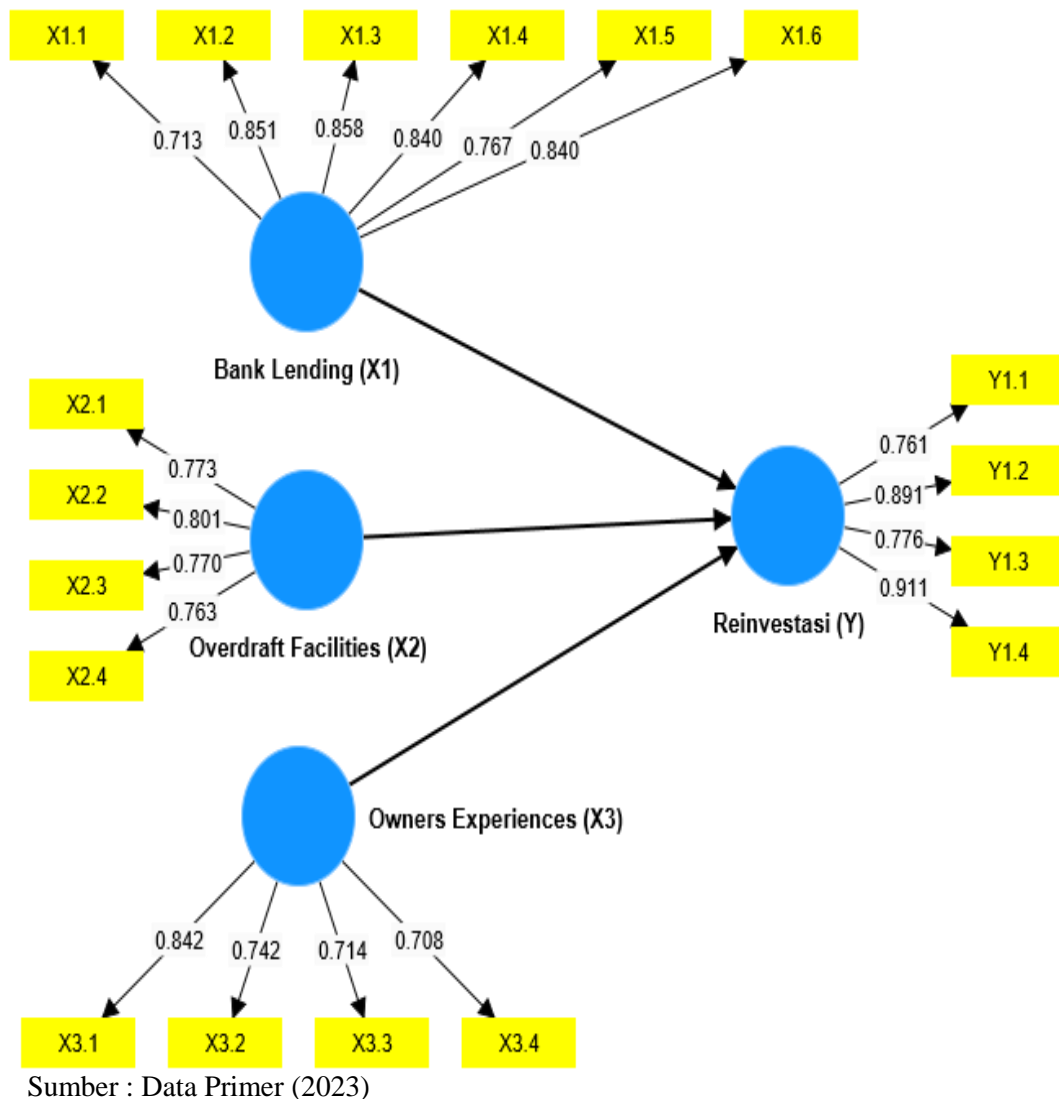 X1.1 X1.2 X1.3 X1.4 X1.5 X1.6
0.713 0.851 0.858 0.840 0.767 0.840
Bank Lending (X1)
X2.1
X2.2
X2.3
X2.4
0.773
0.801
0.770
0.763
Overdraft Facilities (X2)
Y1.1
Y1.2
Y1.3
Y1.4
0.761
0.891
0.776
0.911
Reinvestasi (Y)
Owners Experiences (X3)
0.842 0.742 0.714 0.708
X3.1 X3.2 X3.3 X3.4
Sumber : Data Primer (2023)